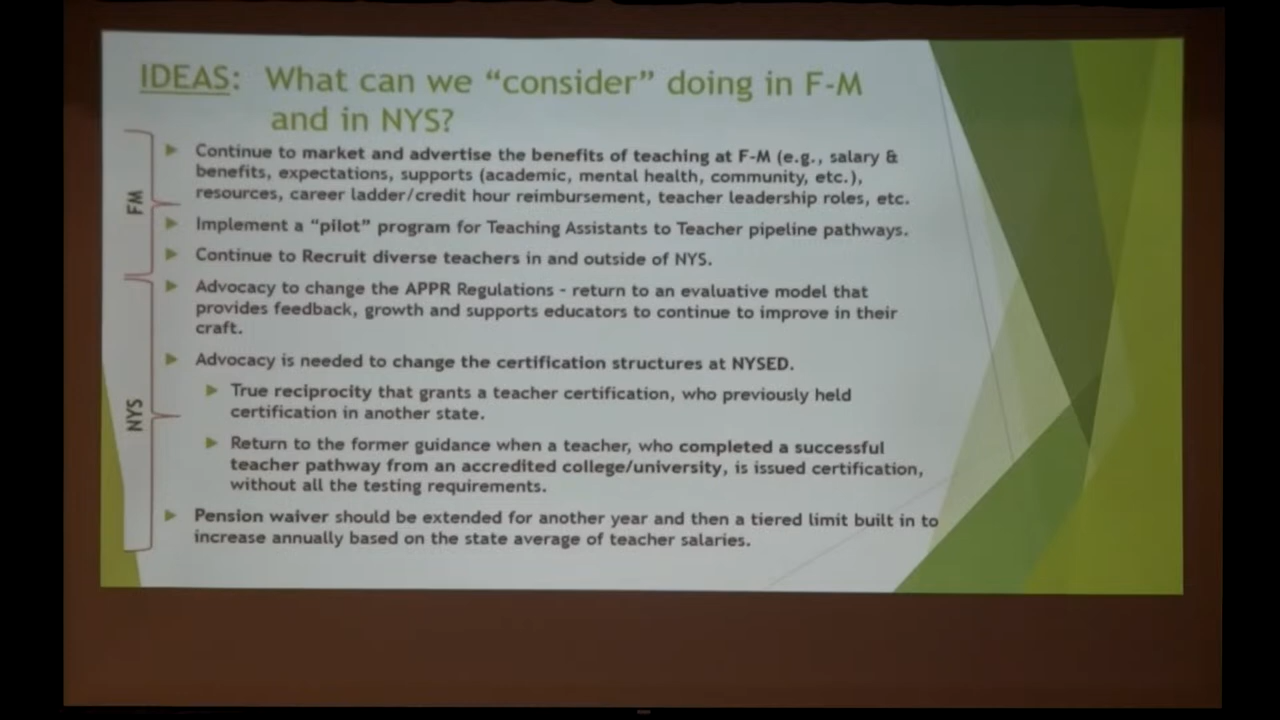 IDEAS: What can we “consider” doing in F-M
and in NYS?
FM
Continue to market and advertise the benefits of teaching at F-M (e.g., salary &
benefits, expectations, supports (academic, mental health, community, etc.),
resources, career ladder/credit hour reimbursement, teacher leadership roles, etc.
Implement a “pilot” program for Teaching Assistants to Teacher pipeline pathways.
Continue to Recruit diverse teachers in and outside of NYS.
NYS
Advocacy to change the APPR Regulations - return to an evaluative model that
provides feedback, growth and supports educators to continue to improve in their
craft.
Advocacy is needed to change the certification structures at NYSED.
True reciprocity that grants a teacher certification, who previously held
certification in another state.
Return to the former guidance when a teacher, who completed a successful
teacher pathway from an accredited college/university, is issued certification,
without all the testing requirements.
Pension waiver should be extended for another year and then a tiered limit built in to
increase annually based on the state average of teacher salaries.